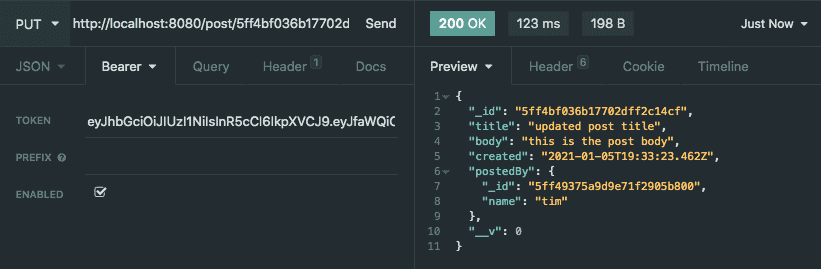 PUT http://localhost:8080/post/5ff4bf036b17702d Send 200 OK 123 ms 198 B Just Now
JSON Bearer Query Header 1 Docs Preview Header 6 Cookie Timeline
TOKEN eyJhbGciOiJIUzI1NiIsInR5cCI6IkpXVCJ9.eyJfaWQiO
PREFIX
ENABLED
1 {
2 "_id": "5ff4bf036b17702dff2c14cf",
3 "title": "updated post title",
4 "body": "this is the post body",
5 "created": "2021-01-05T19:33:23.462Z",
6 "postedBy": {
7 "_id": "5ff49375a9d9e71f2905b800",
8 "name": "tim"
9 },
10 "__v": 0
11 }